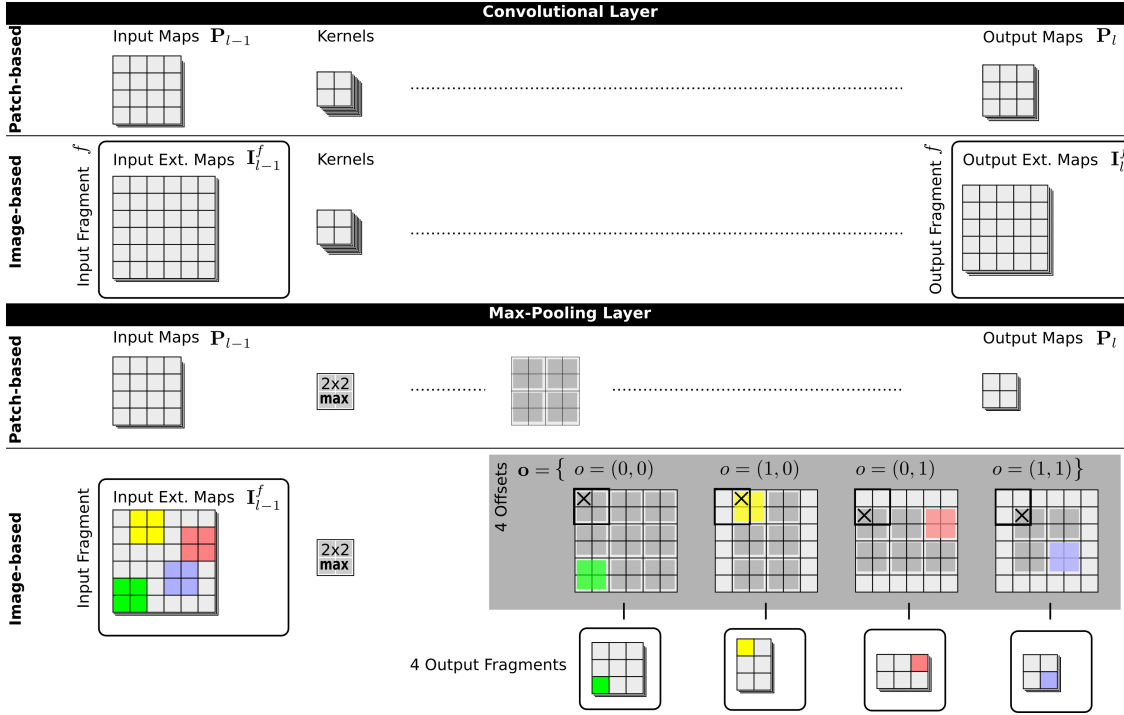 Convolutional Layer
Patch-based
Input Maps P_{l−1}
Kernels
Output Maps P_l
Image-based
Input Fragment f
Input Ext. Maps I^f_{l−1}
Kernels
Output Fragment f
Output Ext. Maps I^f_l
Max-Pooling Layer
Patch-based
Input Maps P_{l−1}
2x2
max
Output Maps P_l
Image-based
Input Fragment
Input Ext. Maps I^f_{l−1}
2x2
max
4 Offsets
o = { o = (0, 0) o = (1, 0) o = (0, 1) o = (1, 1)}
4 Output Fragments